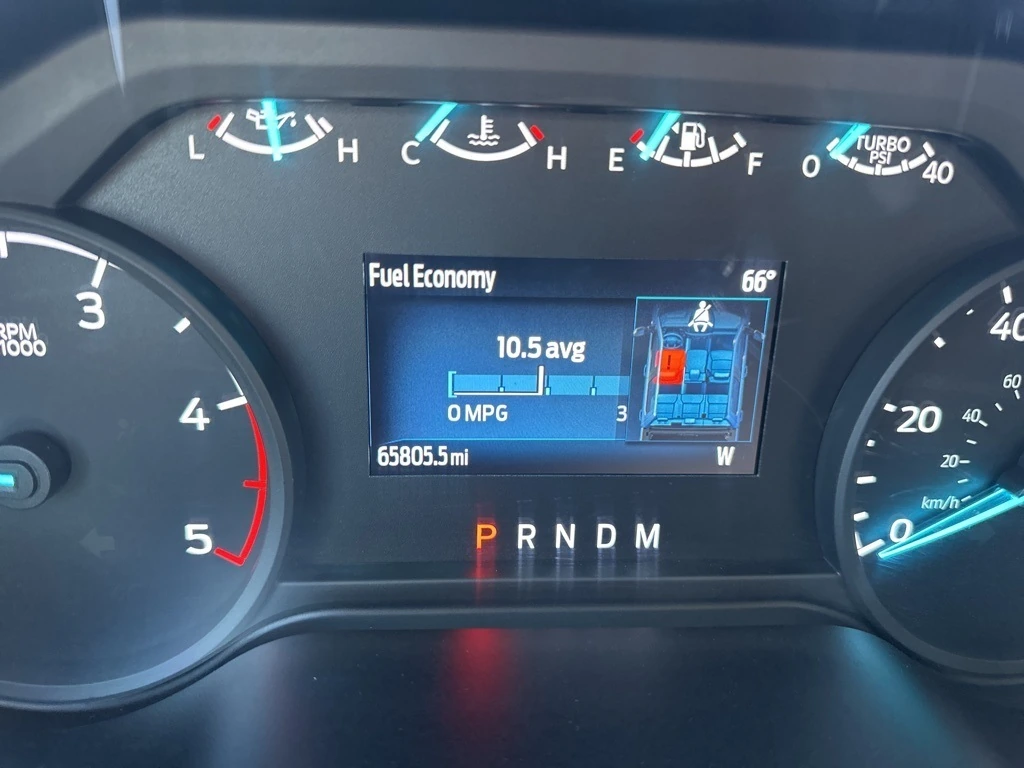 L H
C H
E F
0 TURBO PSI 40
3
RPM
1000
4
5
Fuel Economy 66°
10.5 avg
0 MPG 3
65805.5 mi W
P R N D M
40
60
20
40
20
km/h
0